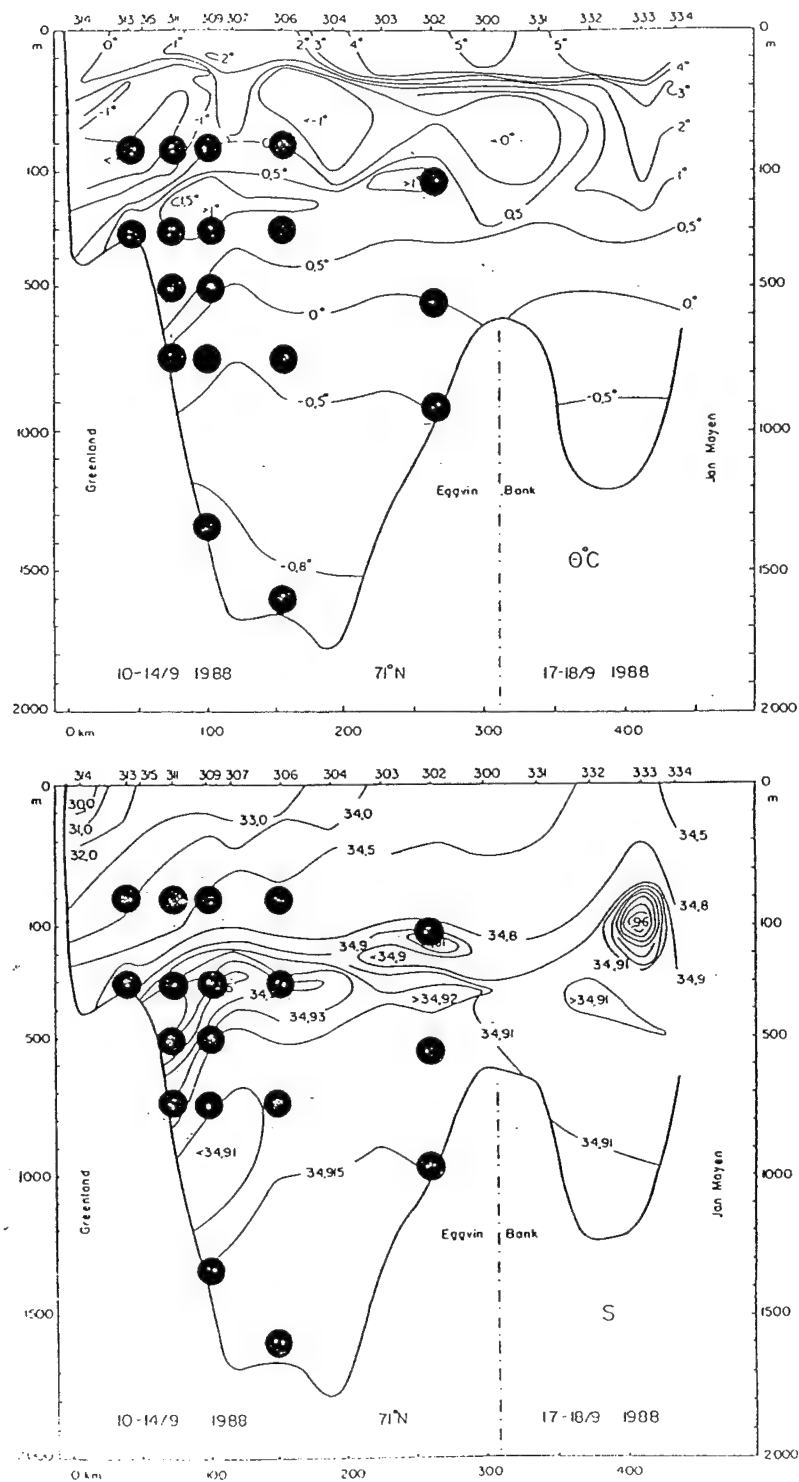 314 313 35 311 309 307 306 304 303 302 300 331 332 333 334
0 m 0
m
0° 1° 2° 2° 3° 4° 5° 5° 4°
3°
-1° -1° <-1° <0° 2°
100 0,5° >1° 1° 100
<1,5° >1° 0,5
0,5° 0,5°
500 0° 0° 500
-0,5° -0,5°
1000 1000
Greenland Eggvin Bank Jan Mayen
-0,8° Θ°C
1500 1500
10-14/9 1988 71°N 17-18/9 1988
2000 2000
0 km 100 200 300 400
314 313 35 311 309 307 306 304 303 302 300 331 332 333 334
0 m 0
m
30,0 33,0 34,0
31,0 34,5
32,0 34,5
34,8 34,8
100 34,9 100
<34,9 34,91 34,9
>34,92 >34,91
34,93
500 34,91 500
<34,91 34,91
1000 34,915 1000
Greenland Eggvin Bank Jan Mayen
1500 S 1500
10-14/9 1988 71°N 17-18/9 1988
2000
0 km 100 200 300 400